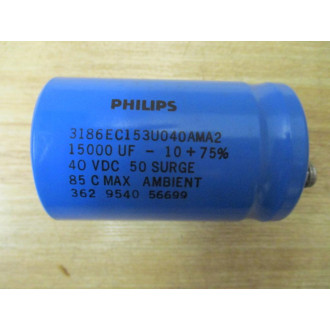 PHILIPS
3186EC153U040AMA2
15000 UF - 10 + 75%
40 VDC 50 SURGE
85 C MAX AMBIENT
362 9540 56699